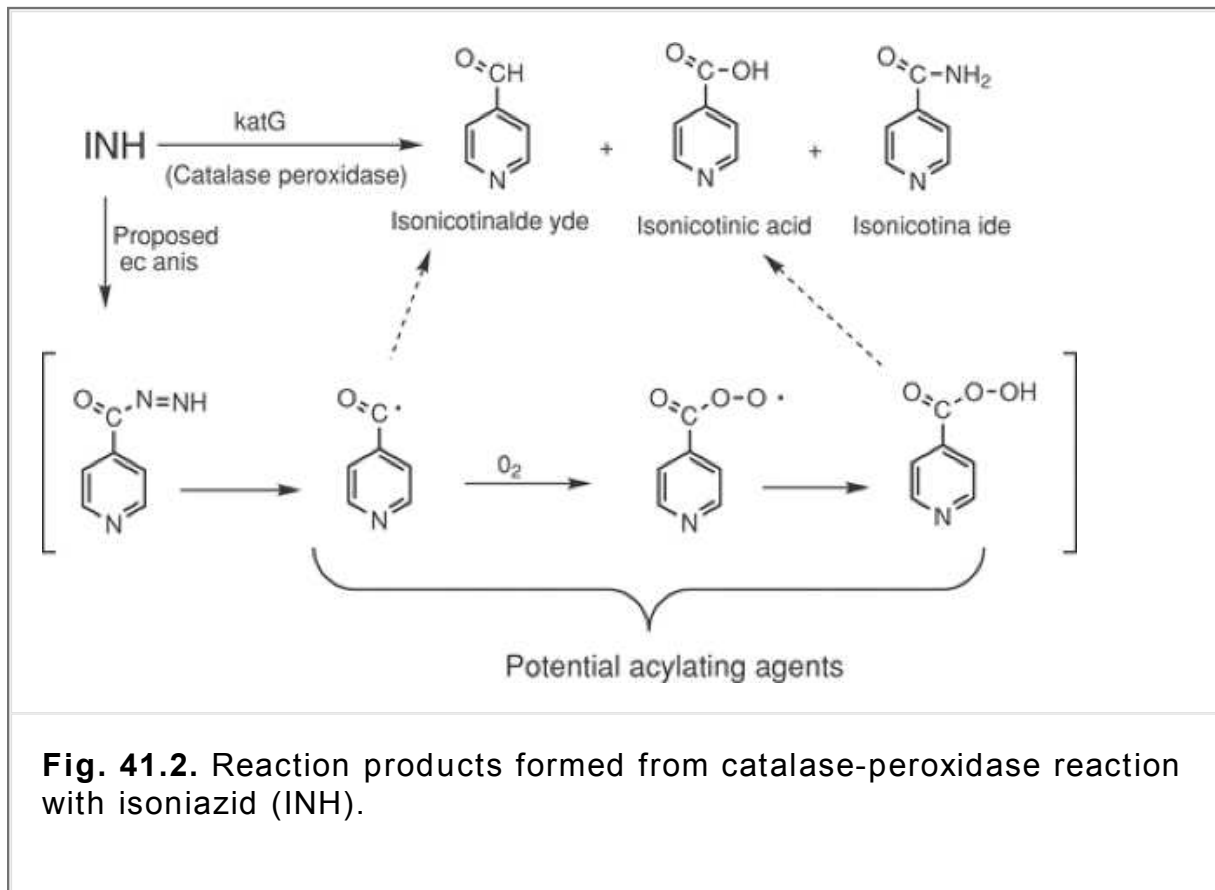 O=C-CH
O=C-OH
O=C-NH₂
INH
katG
(Catalase peroxidase)
N
+
N
+
N
Isonicotinalde yde
Isonicotinic acid
Isonicotina ide
Proposed
ec anis
O=C-N=NH
O=C·
O=C-O-O·
O=C-O-OH
0₂
N
N
N
N
Potential acylating agents
Fig. 41.2. Reaction products formed from catalase-peroxidase reaction
with isoniazid (INH).